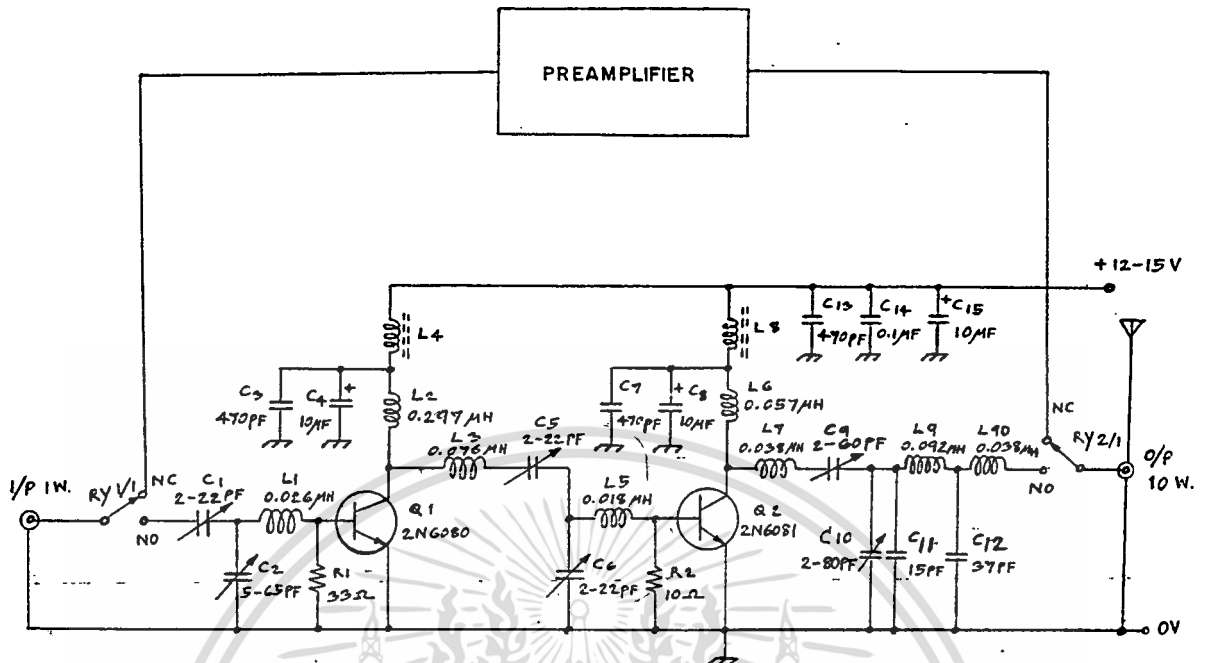 PREAMPLIFIER
+ 12-15 V
L4
L8
C13
470PF
C14
0.1MF
+ C15
10MF
C3
470PF
C4 +
10MF
L2
0.297MH
C7
470PF
+ C8
10MF
L6
0.057MH
L3
0.076MH
C5
2-22PF
L7
0.038MH
C9
2-60PF
L9
0.092MH
L90
0.038MH
NC
RY2/1
NO
O/P
10 W.
I/P 1W.
RY 1/1
NC
NO
C1
2-22PF
L1
0.026MH
Q1
2N6080
L5
0.018MH
Q2
2N6081
C2
5-65PF
R1
33Ω
C6
2-22PF
R2
10Ω
C10
2-80PF
C11
15PF
C12
37PF
0V